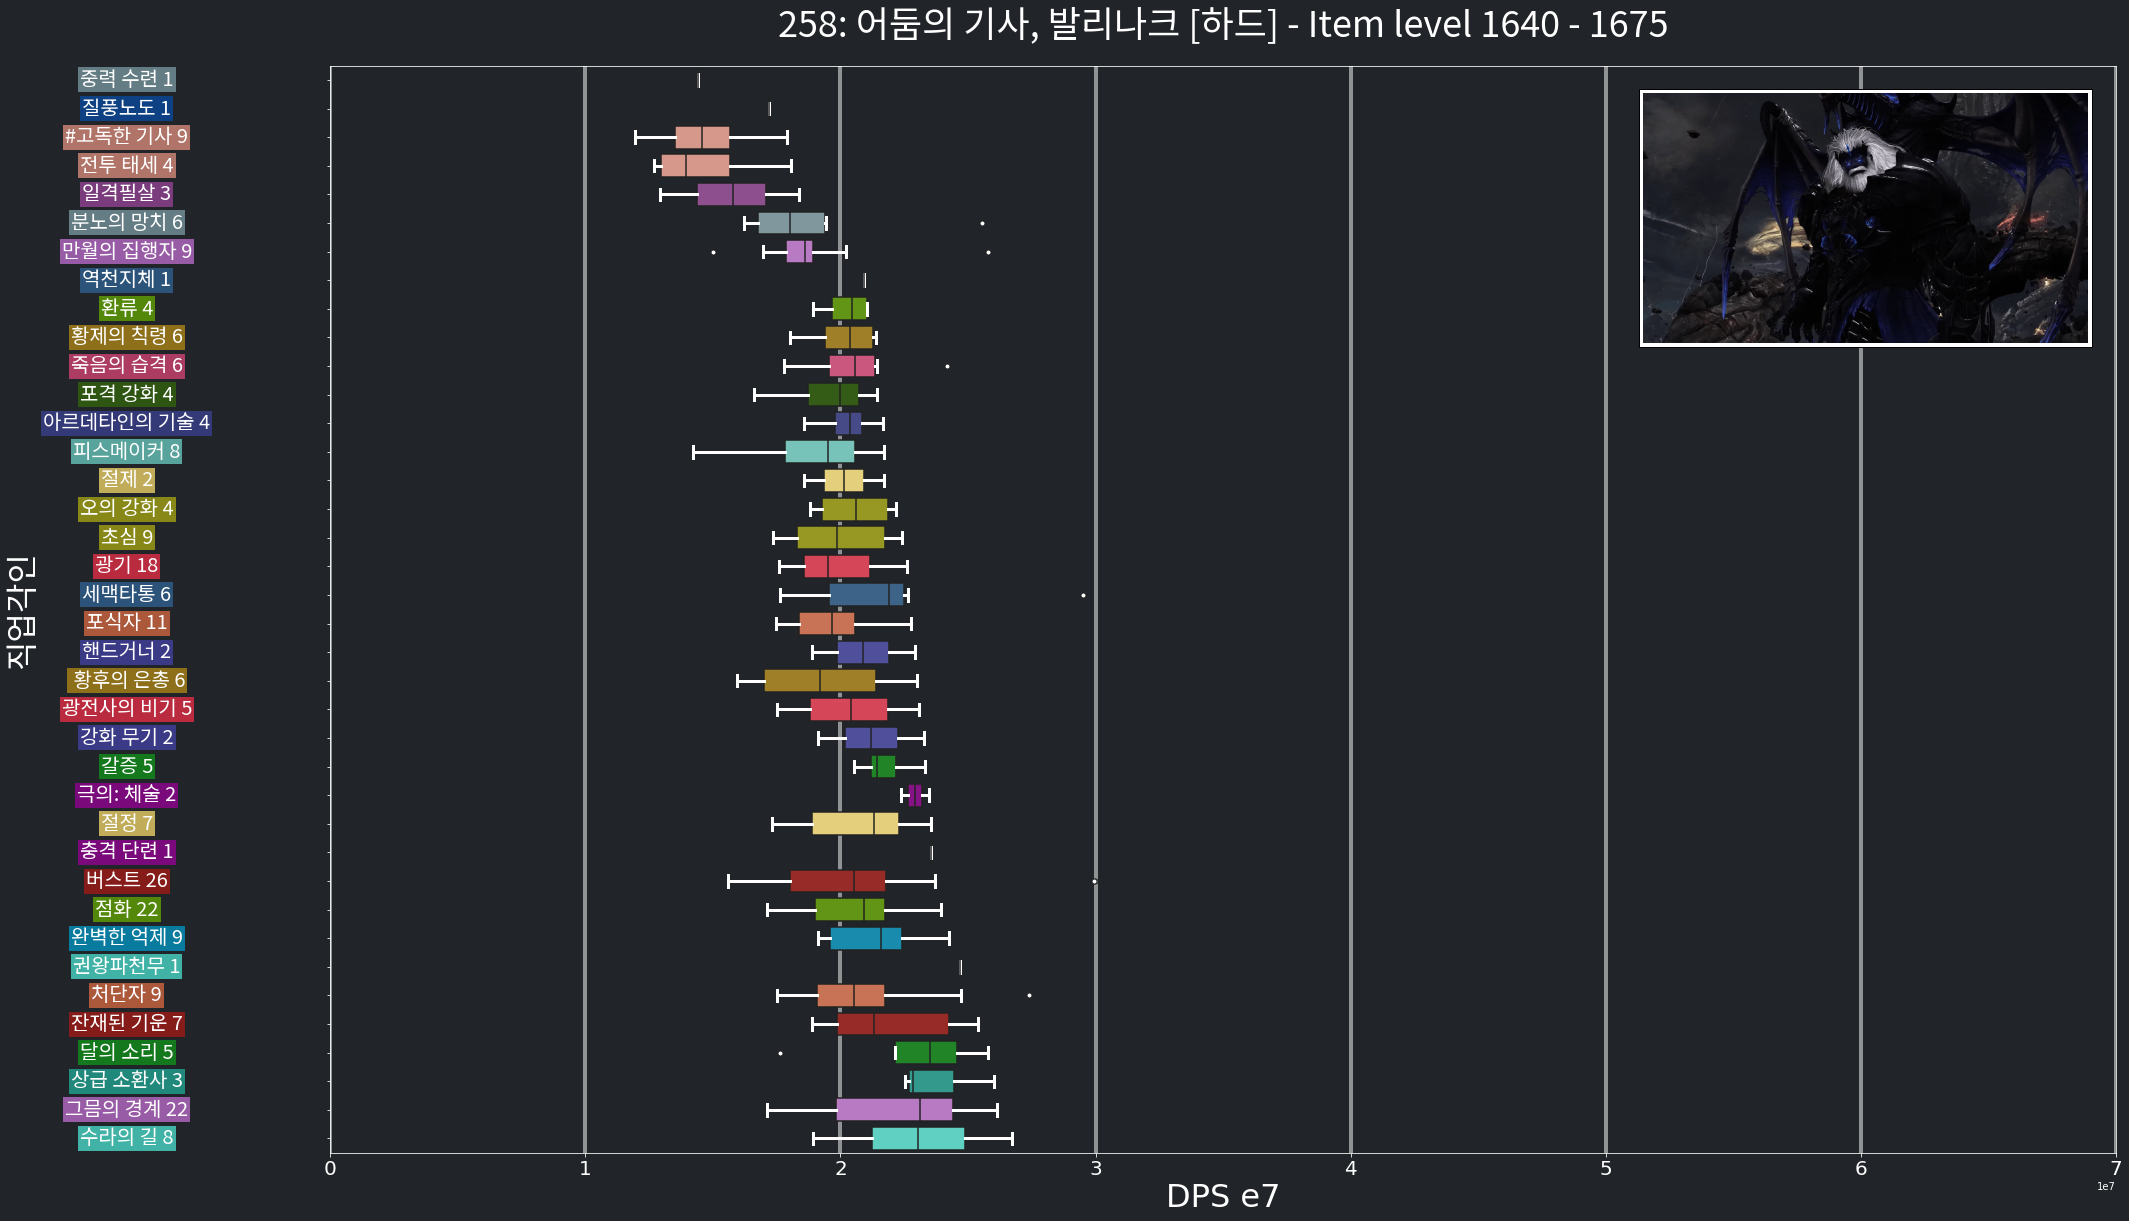 258: 어둠의 기사, 발리나크 [하드] - Item level 1640 - 1675
중력 수련 1
질풍노도 1
#고독한 기사 9
전투 태세 4
일격필살 3
분노의 망치 6
만월의 집행자 9
역천지체 1
환류 4
황제의 칙령 6
죽음의 습격 6
포격 강화 4
아르데타인의 기술 4
피스메이커 8
절제 2
오의 강화 4
초심 9
광기 18
세맥타통 6
포식자 11
핸드거너 2
황후의 은총 6
광전사의 비기 5
강화 무기 2
갈증 5
극의: 체술 2
절정 7
충격 단련 1
버스트 26
점화 22
완벽한 억제 9
권왕파천무 1
처단자 9
잔재된 기운 7
달의 소리 5
상급 소환사 3
그믐의 경계 22
수라의 길 8
직업각인
0 1 2 3 4 5 6 7
1e7
DPS e7